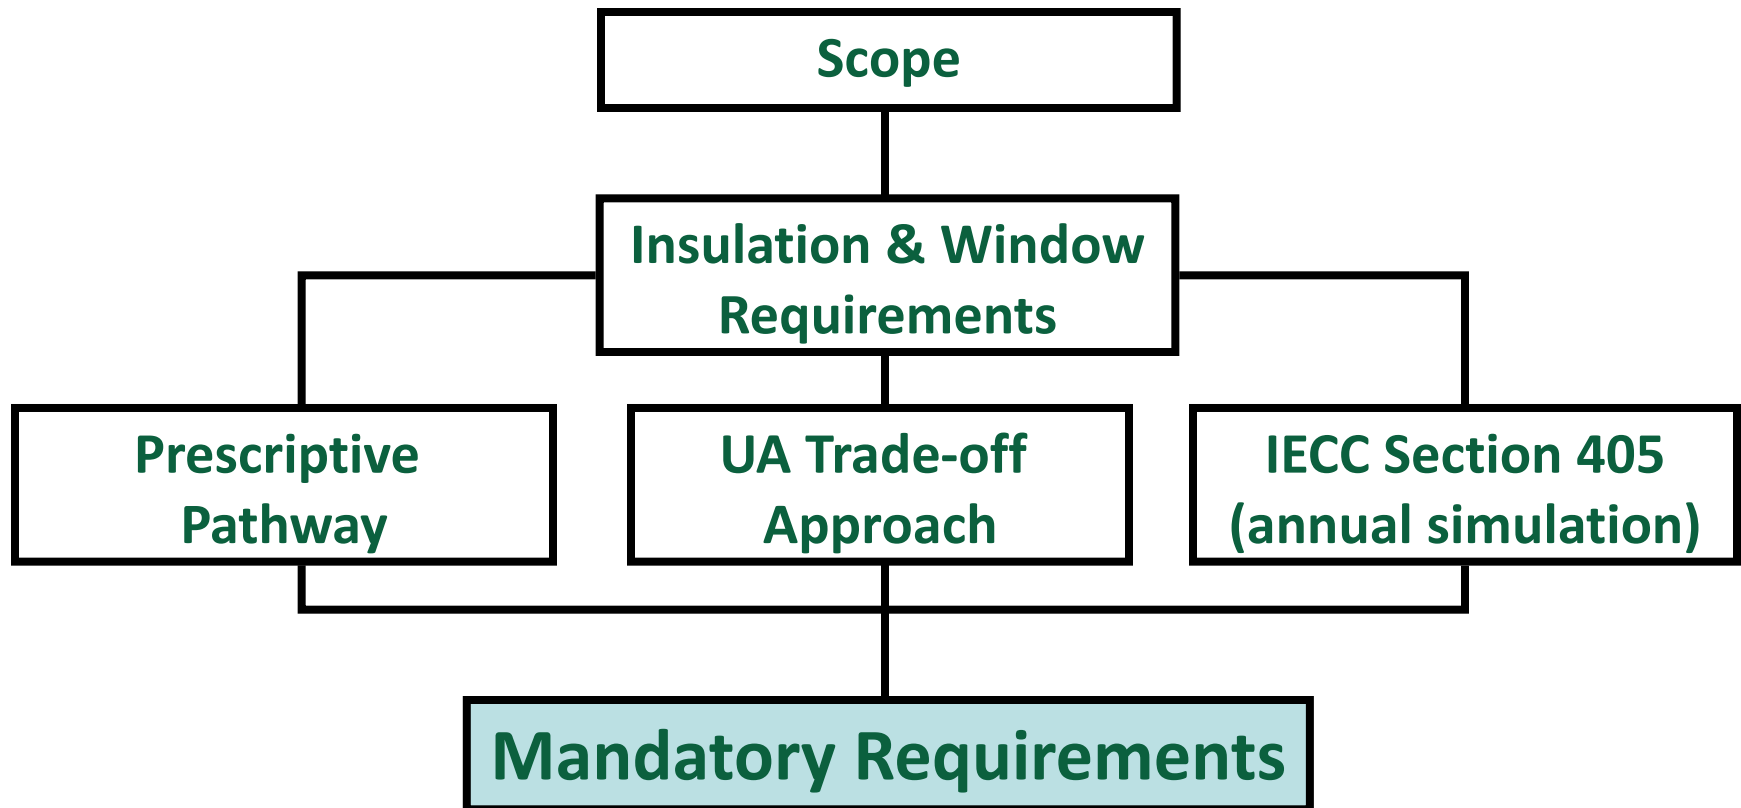 Scope
Insulation & Window
Requirements
Prescriptive
Pathway
UA Trade-off
Approach
IECC Section 405
(annual simulation)
Mandatory Requirements